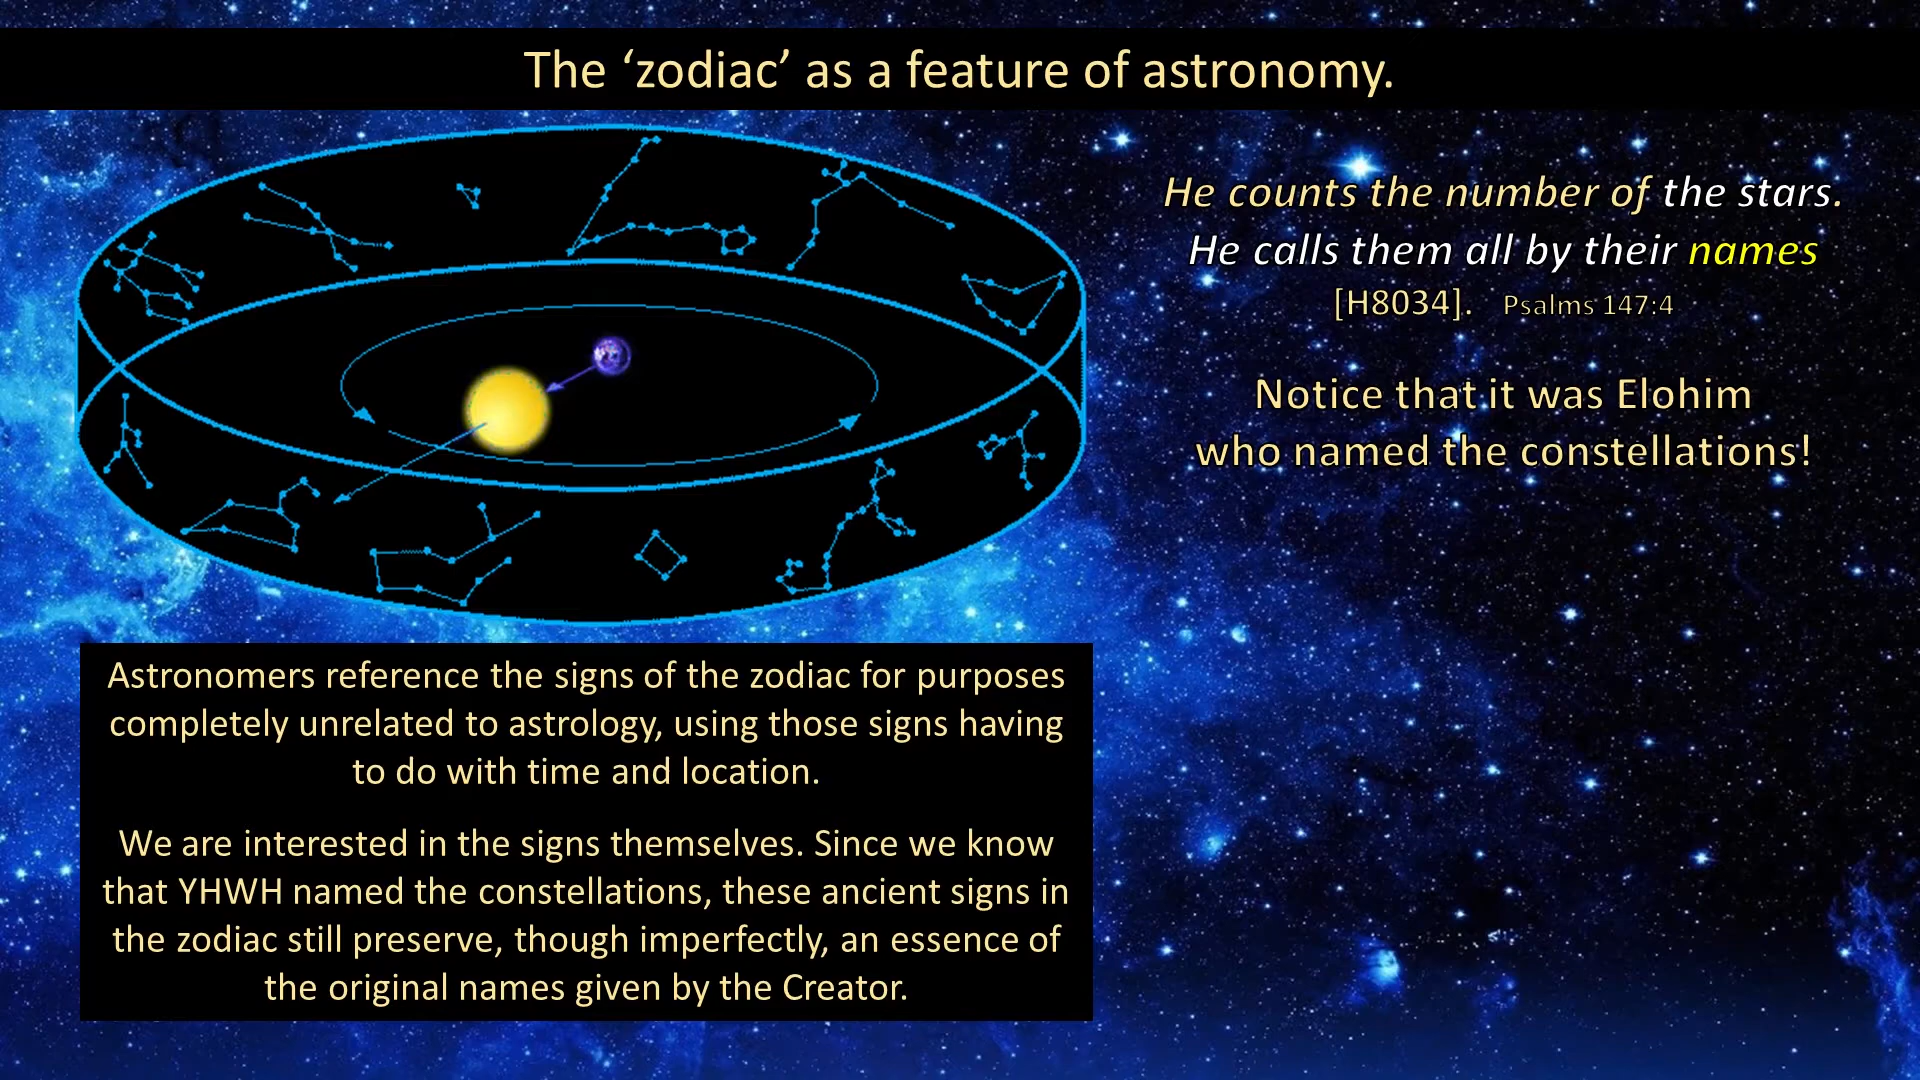 The ‘zodiac’ as a feature of astronomy.
He counts the number of the stars.
He calls them all by their names
[H8034]. Psalms 147:4
Notice that it was Elohim
who named the constellations!
Astronomers reference the signs of the zodiac for purposes
completely unrelated to astrology, using those signs having
to do with time and location.
We are interested in the signs themselves. Since we know
that YHWH named the constellations, these ancient signs in
the zodiac still preserve, though imperfectly, an essence of
the original names given by the Creator.